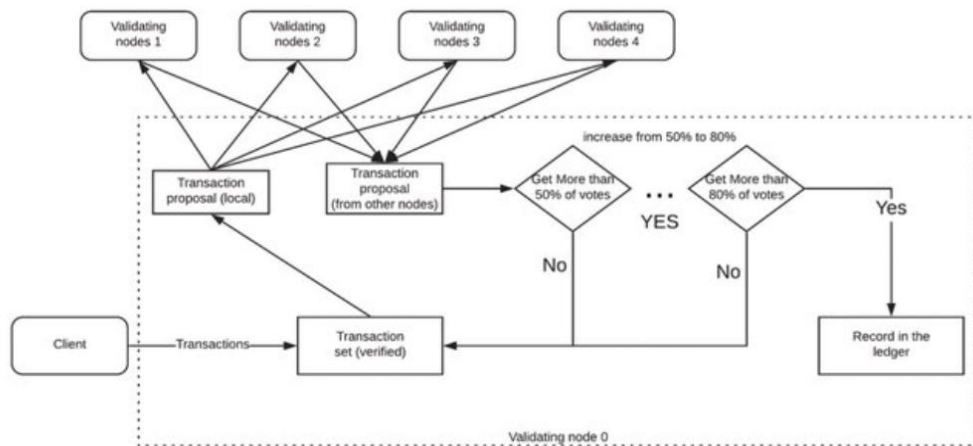 Validating
nodes 1
Validating
nodes 2
Validating
nodes 3
Validating
nodes 4
increase from 50% to 80%
Transaction
proposal (local)
Transaction
proposal
(from other nodes)
Get More than
50% of votes
...
YES
Get More than
80% of votes
Yes
No
No
Client
Transactions
Transaction
set (verified)
Record in the
ledger
Validating node 0